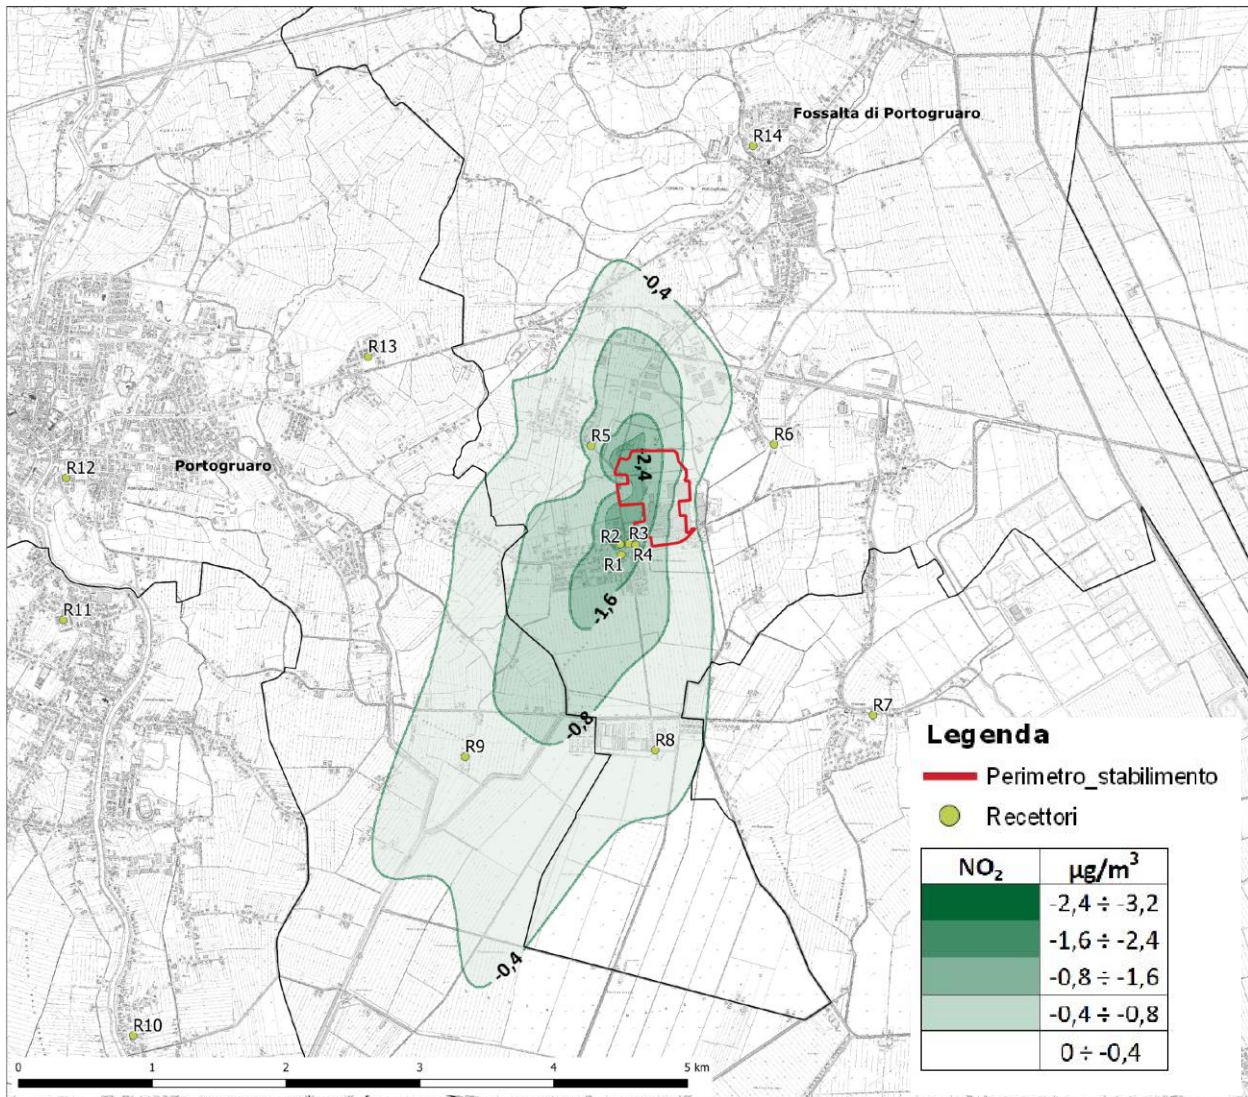 Fossalta di Portogruaro
R14
-0,4
R13
R5
R6
Portogruaro
R12
-2,4
R2
R3
R1
R4
-1,6
R11
R7
-0,8
R8
R9
-0,4
R10
Legenda
Perimetro_stabilimento
Recettori
NO₂ µg/m³
-2,4 ÷ -3,2
-1,6 ÷ -2,4
-0,8 ÷ -1,6
-0,4 ÷ -0,8
0 ÷ -0,4
0 1 2 3 4 5 km